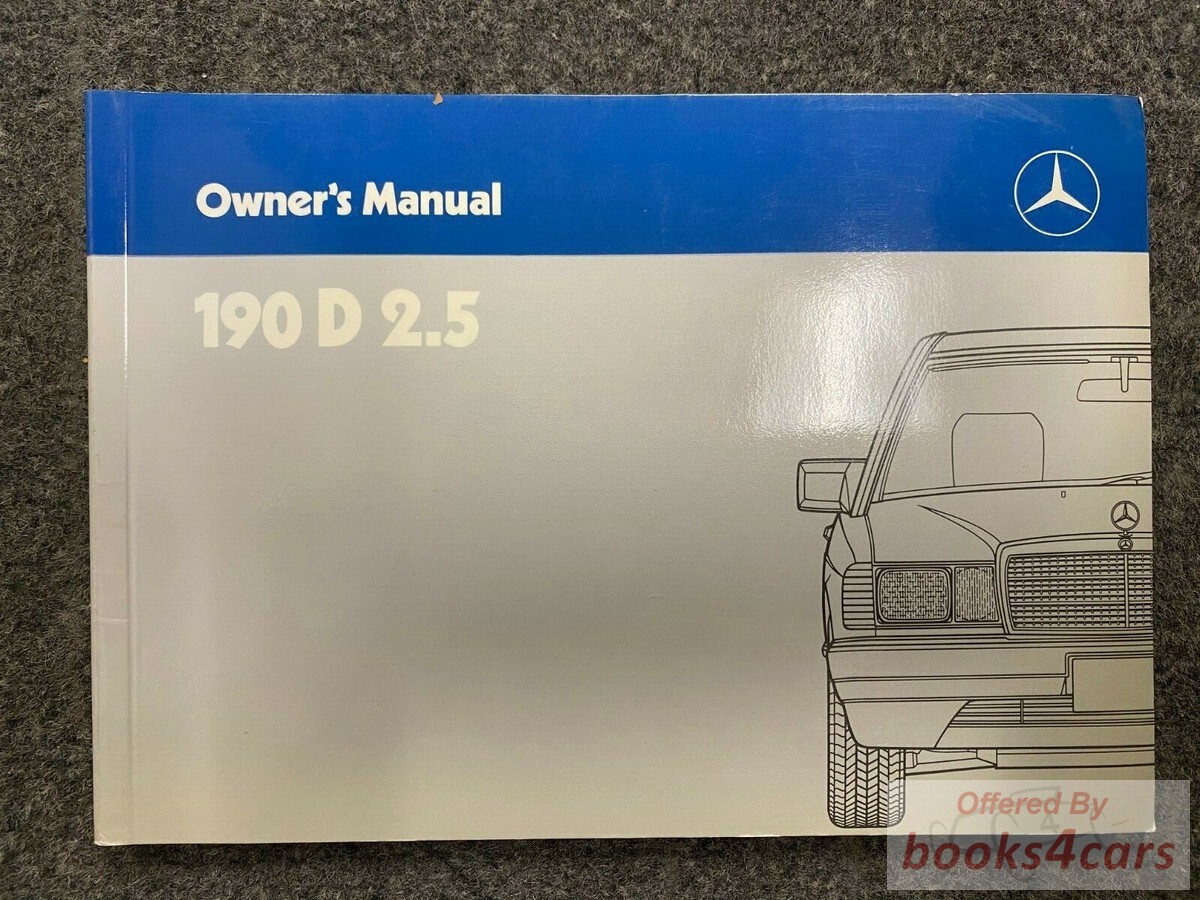 Owner's Manual
190 D 2.5
Offered By
books4cars